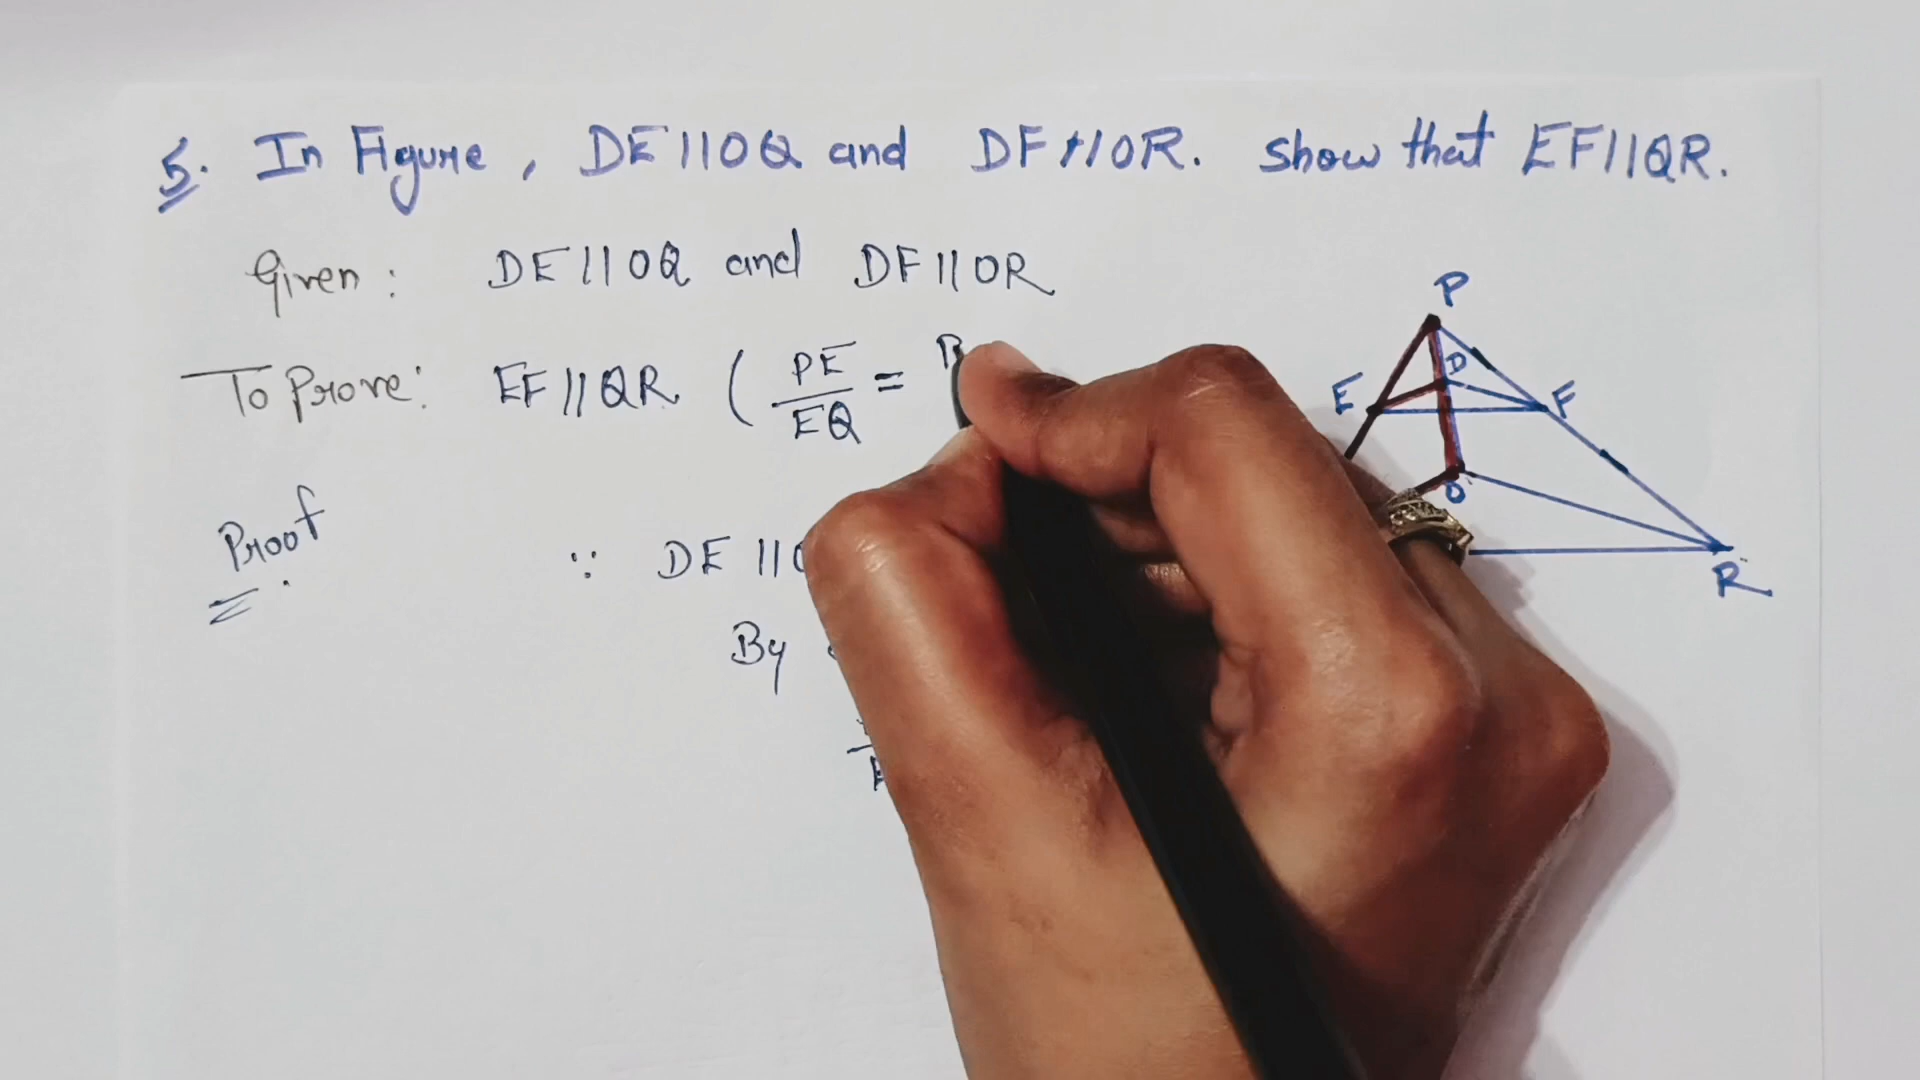 5. In Figure, DE||OQ and DF||OR. show that EF||QR.
Given: DE||OQ and DF||OR
To Prove: EF||QR ( PE/EQ =
Proof
∵ DE ||
By
P
D
E
F
O
R